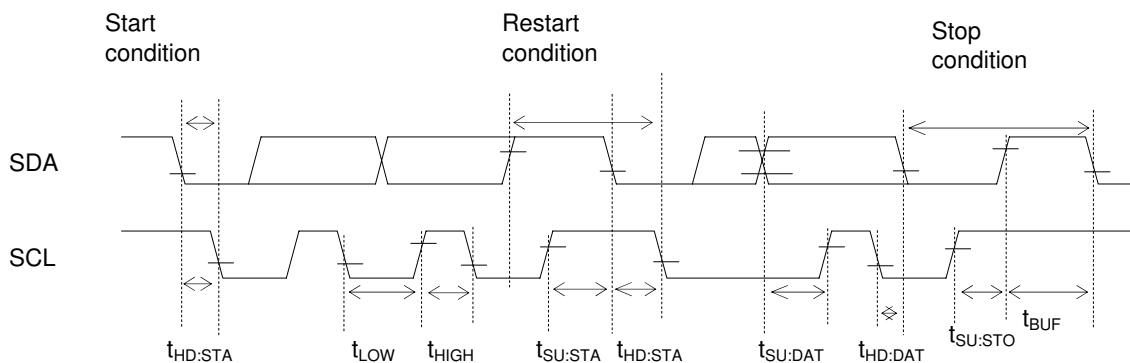 Start
condition
Restart
condition
Stop
condition
SDA
SCL
tHD:STA
tLOW
tHIGH
tSU:STA
tHD:STA
tSU:DAT
tHD:DAT
tSU:STO
tBUF